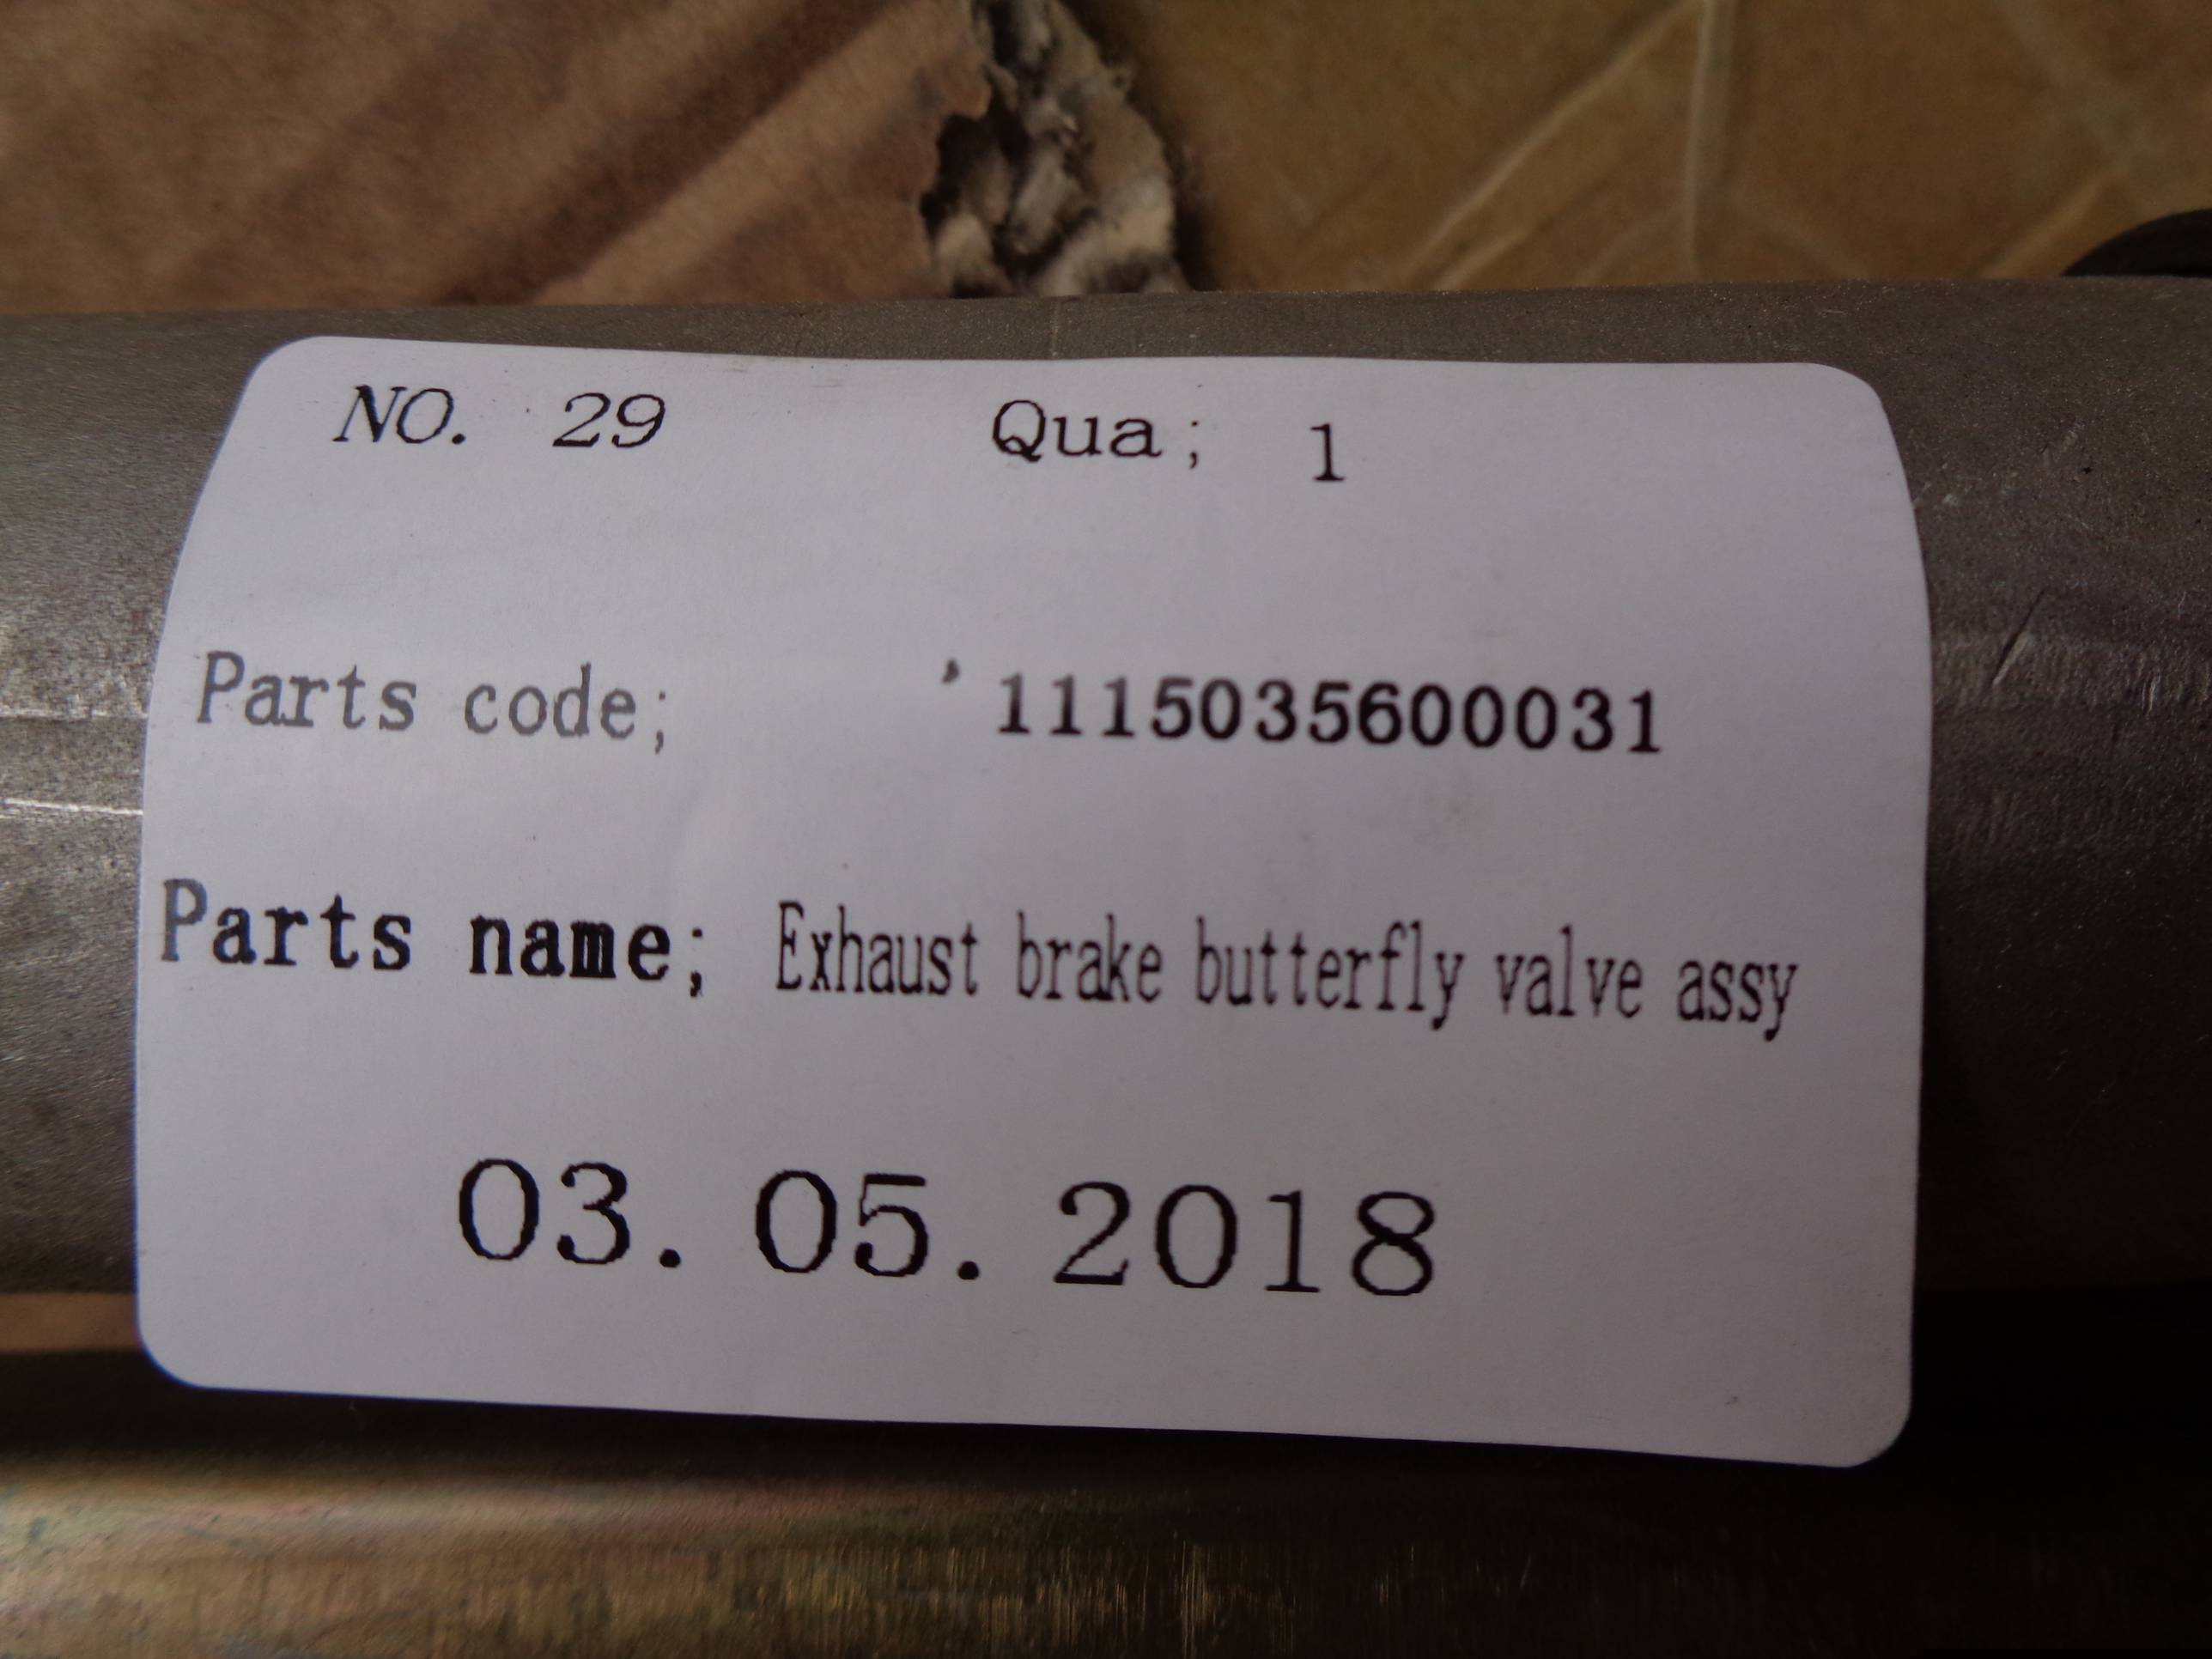 NO. 29 Qua; 1
Parts code; '1115035600031
Parts name; Exhaust brake butterfly valve assy
03. 05. 2018